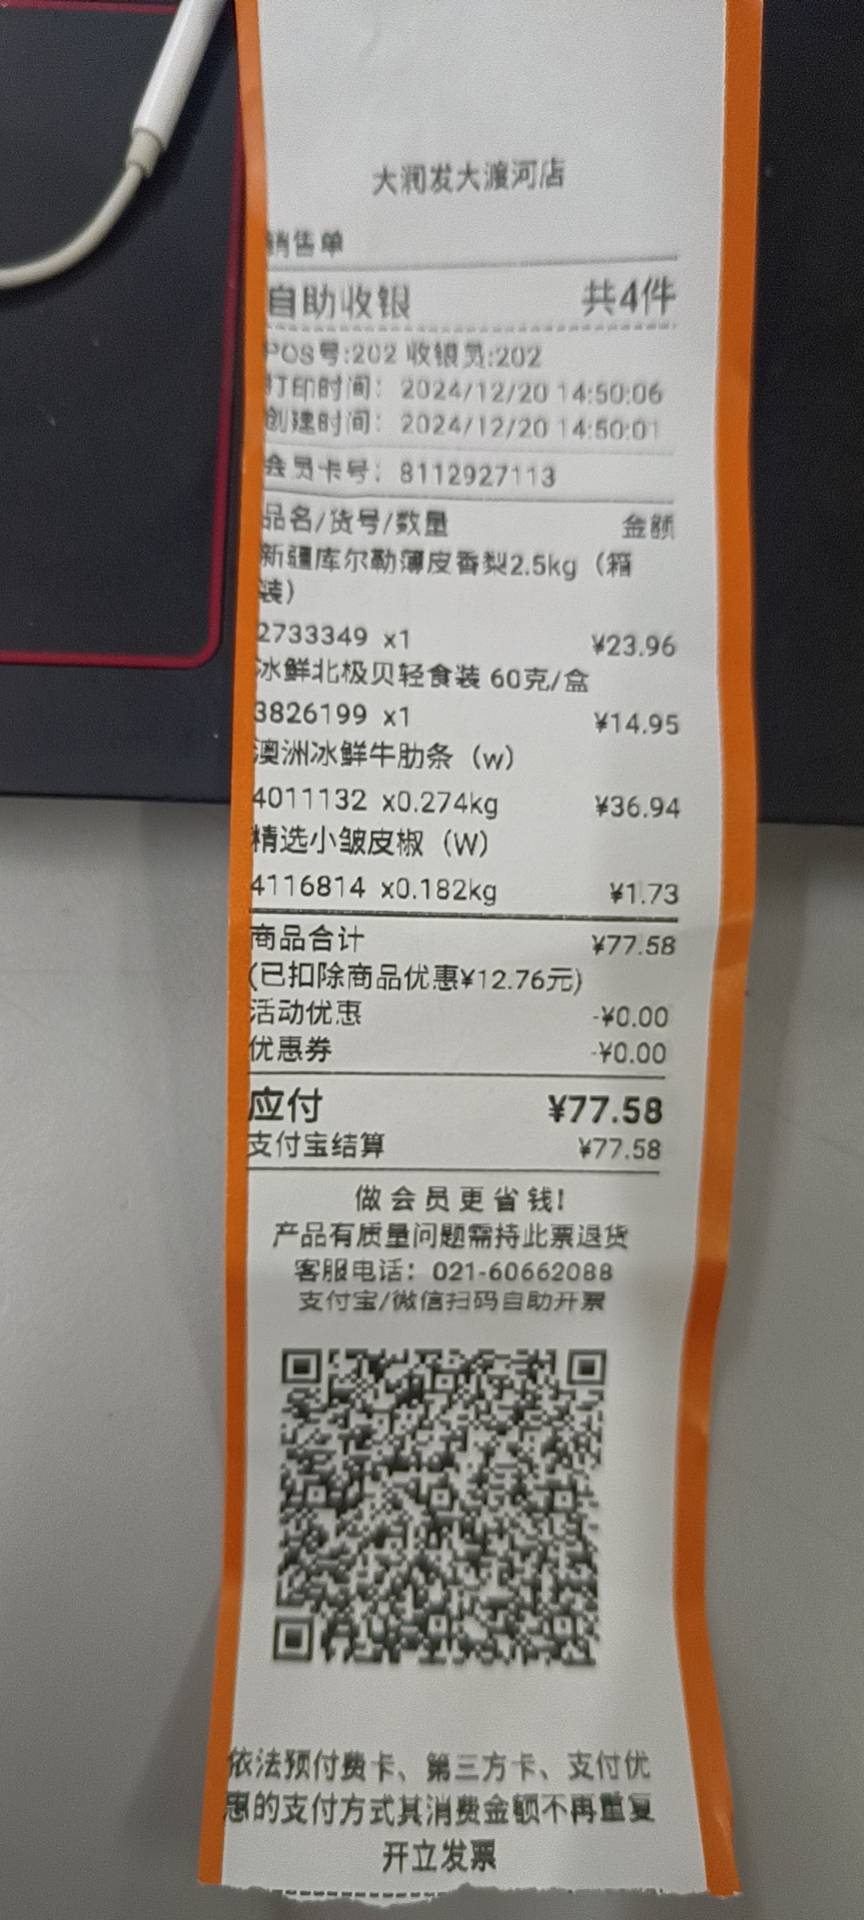 大润发大渡河店
销售单
自助收银 共4件
POS号:202 收银员:202
打印时间: 2024/12/20 14:50:06
创建时间: 2024/12/20 14:50:01
会员卡号: 8112927113
品名/货号/数量 金额
新疆库尔勒薄皮香梨2.5kg（箱
装）
2733349 x1 ¥23.96
冰鲜北极贝轻食装 60克/盒
3826199 x1 ¥14.95
澳洲冰鲜牛肋条（w）
4011132 x0.274kg ¥36.94
精选小皱皮椒（W）
4116814 x0.182kg ¥1.73
商品合计 ¥77.58
(已扣除商品优惠¥12.76元)
活动优惠 -¥0.00
优惠券 -¥0.00
应付 ¥77.58
支付宝结算 ¥77.58
做会员更省钱!
产品有质量问题需持此票退货
客服电话: 021-60662088
支付宝/微信扫码自助开票
依法预付费卡、第三方卡、支付优
惠的支付方式其消费金额不再重复
开立发票